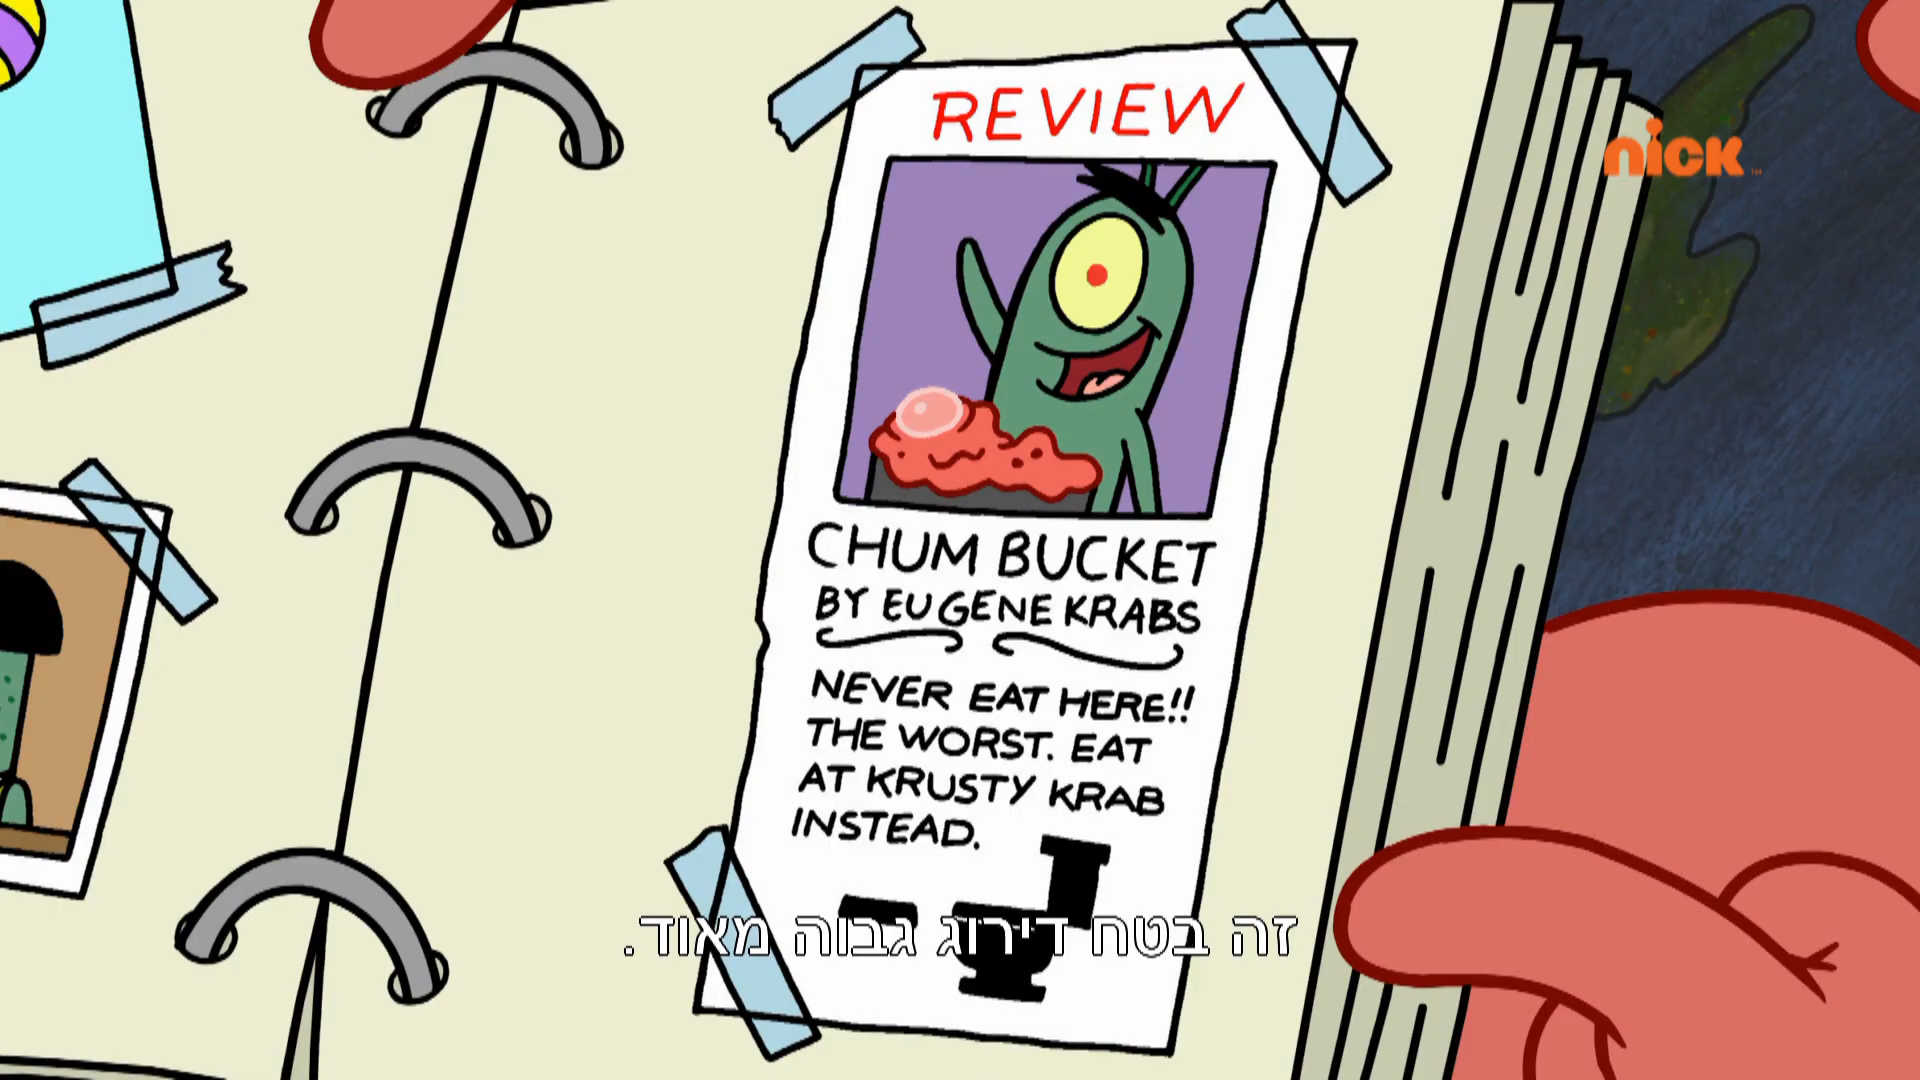 REVIEW
nick
CHUM BUCKET
BY EUGENE KRABS
NEVER EAT HERE!!
THE WORST. EAT
AT KRUSTY KRAB
INSTEAD.
זה בטח דירוג גבוה מאוד.